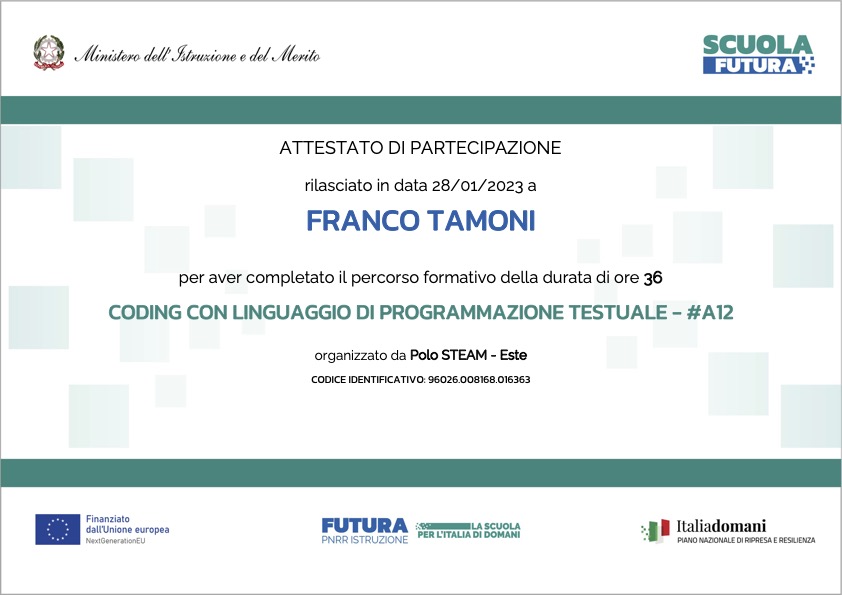 Ministero dell'Istruzione e del Merito
SCUOLA
FUTURA
ATTESTATO DI PARTECIPAZIONE
rilasciato in data 28/01/2023 a
FRANCO TAMONI
per aver completato il percorso formativo della durata di ore 36
CODING CON LINGUAGGIO DI PROGRAMMAZIONE TESTUALE - #A12
organizzato da Polo STEAM - Este
CODICE IDENTIFICATIVO: 96026.008168.016363
Finanziato
dall'Unione europea
NextGenerationEU
FUTURA
PNRR ISTRUZIONE
LA SCUOLA
PER L'ITALIA DI DOMANI
Italiadomani
PIANO NAZIONALE DI RIPRESA E RESILIENZA